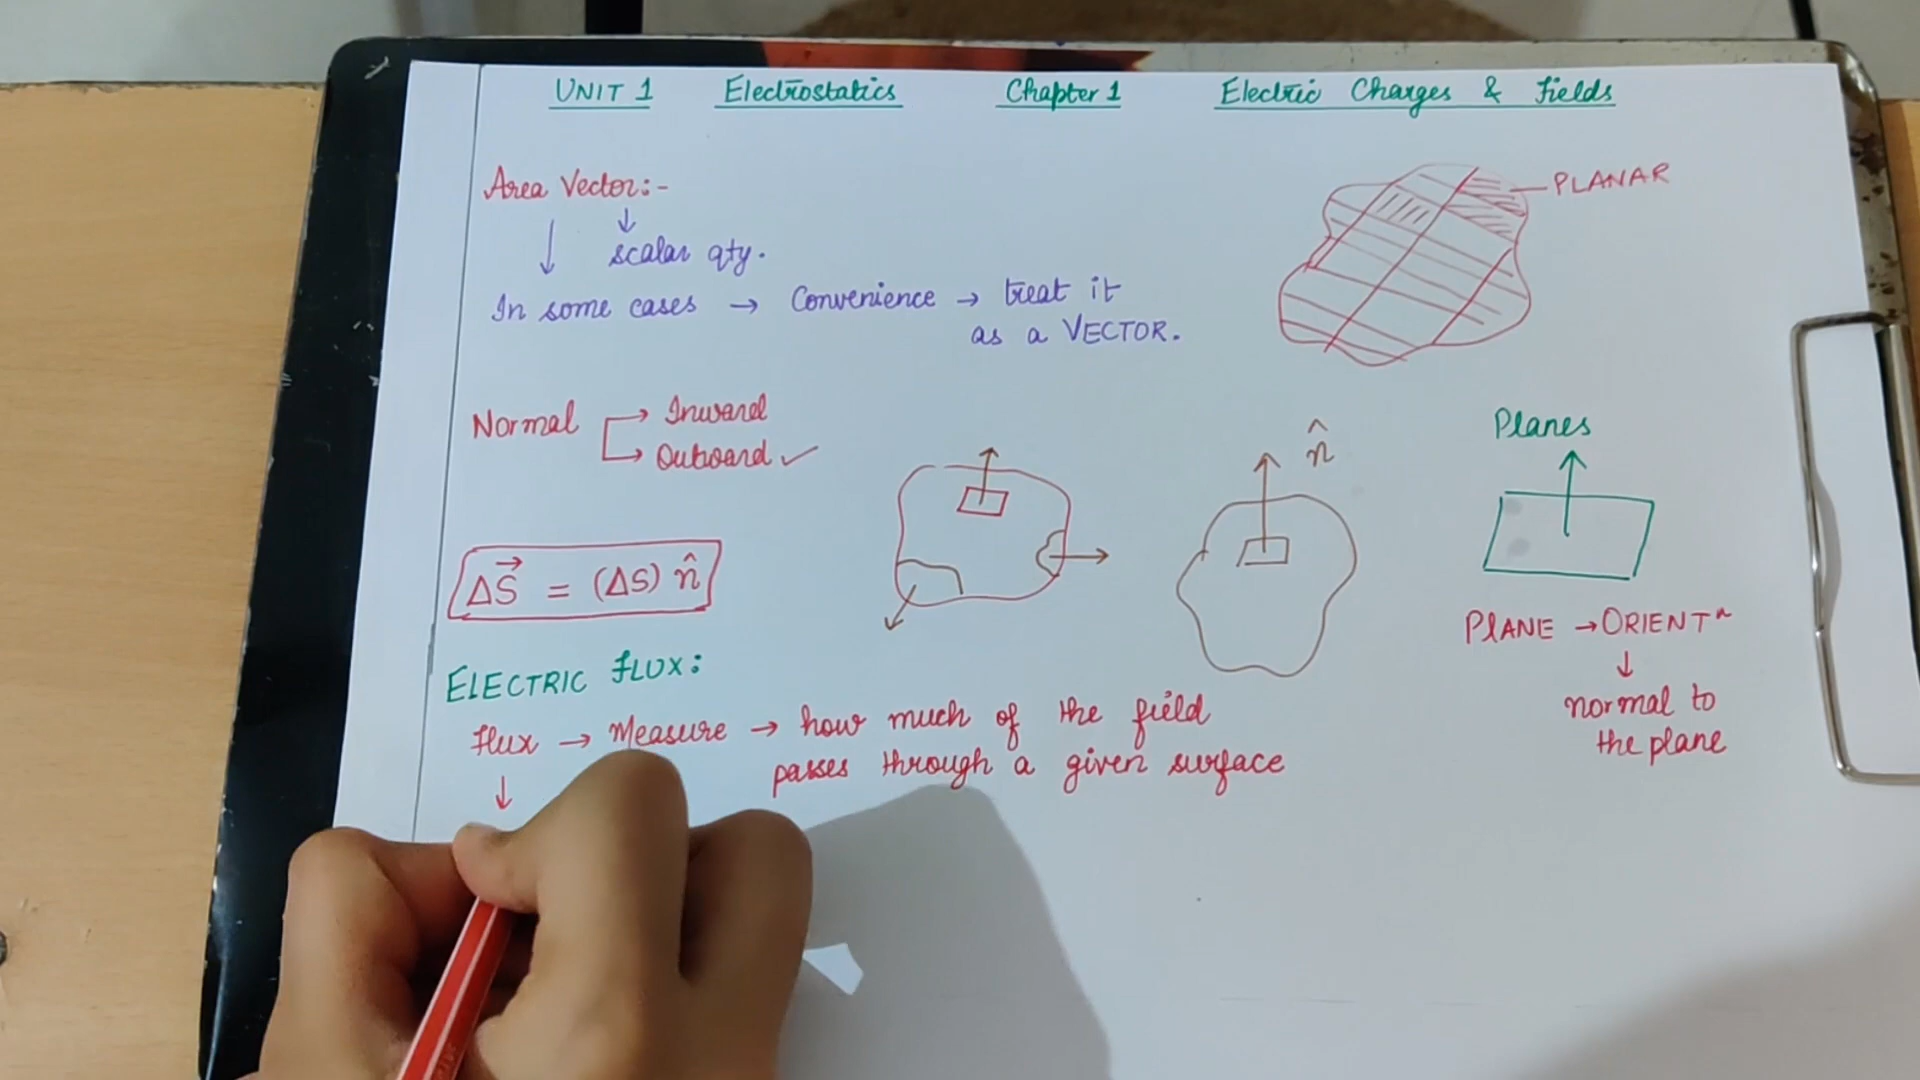 UNIT 1 Electrostatics Chapter 1 Electric Charges & Fields
Area Vector:-
↓ ↓
scalar qty.
In some cases → Convenience → treat it
as a VECTOR.
PLANAR
Normal → Inward
→ Outward ✓
n̂
Planes
ΔS⃗ = (ΔS) n̂
PLANE → ORIENTⁿ
↓
normal to
the plane
ELECTRIC FLUX:
Flux → Measure → how much of the field
passes through a given surface
↓